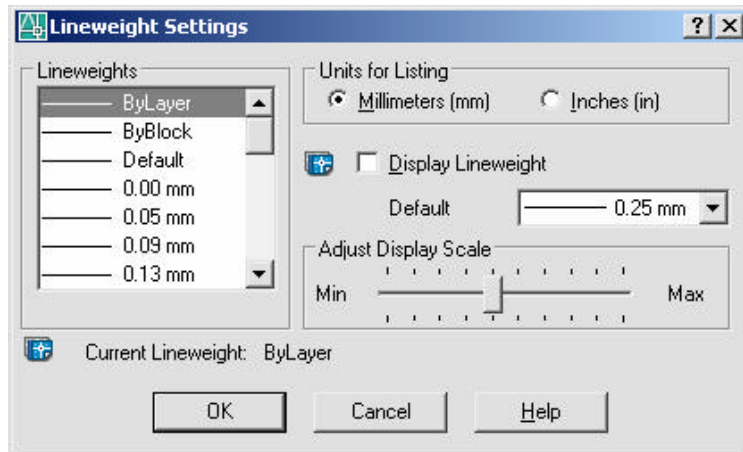 Lineweight Settings
Lineweights
ByLayer
ByBlock
Default
0.00 mm
0.05 mm
0.09 mm
0.13 mm
Units for Listing
Millimeters (mm)
Inches (in)
Display Lineweight
Default
0.25 mm
Adjust Display Scale
Min
Max
Current Lineweight: ByLayer
OK
Cancel
Help